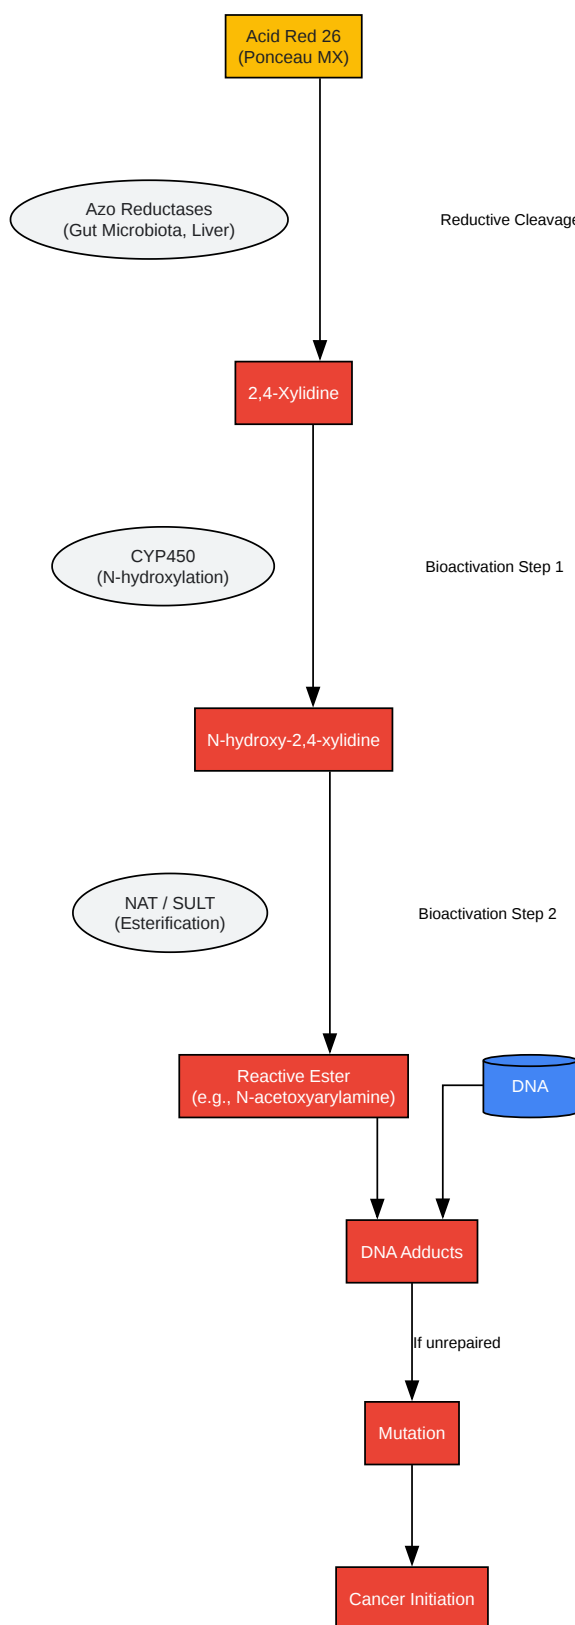 Acid Red 26
(Ponceau MX)
Azo Reductases
(Gut Microbiota, Liver)
Reductive Cleavage
2,4-Xylidine
CYP450
(N-hydroxylation)
Bioactivation Step 1
N-hydroxy-2,4-xylidine
NAT / SULT
(Esterification)
Bioactivation Step 2
Reactive Ester
(e.g., N-acetoxyarylamine)
DNA
DNA Adducts
If unrepaired
Mutation
Cancer Initiation